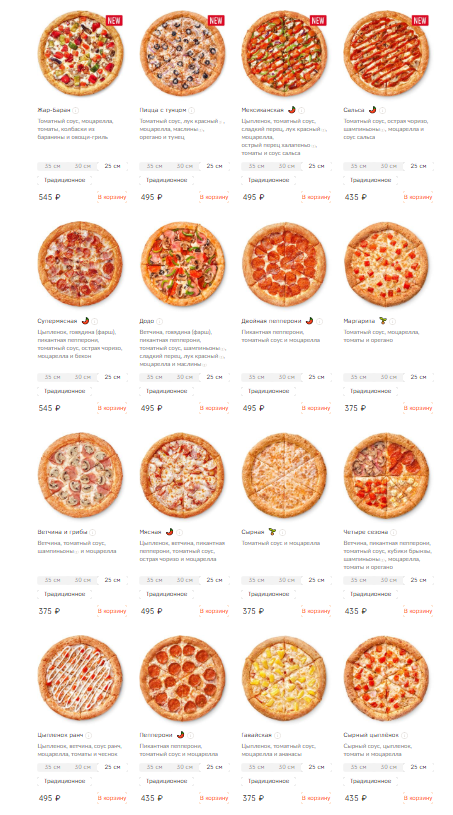 NEW
NEW
NEW
NEW
Жар-Баран
Томатный соус, моцарелла,
томаты, колбаски из
баранины и овощи-гриль
35 см 30 см 25 см
Традиционное
545 ₽ В корзину
Пицца с тунцом
Томатный соус, лук красный,
моцарелла, маслины,
орегано и тунец
35 см 30 см 25 см
Традиционное
495 ₽ В корзину
Мексиканская
Цыпленок, томатный соус,
сладкий перец, лук красный,
моцарелла,
острый перец халапеньо,
томаты и соус сальса
35 см 30 см 25 см
Традиционное
495 ₽ В корзину
Сальса
Томатный соус, острая чоризо,
шампиньоны, моцарелла и
соус сальса
35 см 30 см 25 см
Традиционное
435 ₽ В корзину
Супермясная
Цыпленок, говядина (фарш),
пикантная пепперони,
томатный соус, острая чоризо,
моцарелла и бекон
35 см 30 см 25 см
Традиционное
545 ₽ В корзину
Додо
Ветчина, говядина (фарш),
пикантная пепперони,
томатный соус, шампиньоны,
сладкий перец, лук красный,
моцарелла и маслины
35 см 30 см 25 см
Традиционное
495 ₽ В корзину
Двойная пепперони
Пикантная пепперони,
томатный соус и моцарелла
35 см 30 см 25 см
Традиционное
495 ₽ В корзину
Маргарита
Томатный соус, моцарелла,
томаты и орегано
35 см 30 см 25 см
Традиционное
375 ₽ В корзину
Ветчина и грибы
Ветчина, томатный соус,
шампиньоны и моцарелла
35 см 30 см 25 см
Традиционное
375 ₽ В корзину
Мясная
Цыпленок, ветчина, пикантная
пепперони, томатный соус,
острая чоризо и моцарелла
35 см 30 см 25 см
Традиционное
495 ₽ В корзину
Сырная
Томатный соус и моцарелла
35 см 30 см 25 см
Традиционное
375 ₽ В корзину
Четыре сезона
Ветчина, пикантная пепперони,
томатный соус, кубики брынзы,
шампиньоны, моцарелла,
томаты и орегано
35 см 30 см 25 см
Традиционное
435 ₽ В корзину
Цыпленок ранч
Цыпленок, ветчина, соус ранч,
моцарелла, томаты и чеснок
35 см 30 см 25 см
Традиционное
495 ₽ В корзину
Пепперони
Пикантная пепперони,
томатный соус и моцарелла
35 см 30 см 25 см
Традиционное
435 ₽ В корзину
Гавайская
Цыпленок, томатный соус,
моцарелла и ананасы
35 см 30 см 25 см
Традиционное
375 ₽ В корзину
Сырный цыплёнок
Сырный соус, цыпленок,
томаты и моцарелла
35 см 30 см 25 см
Традиционное
435 ₽ В корзину